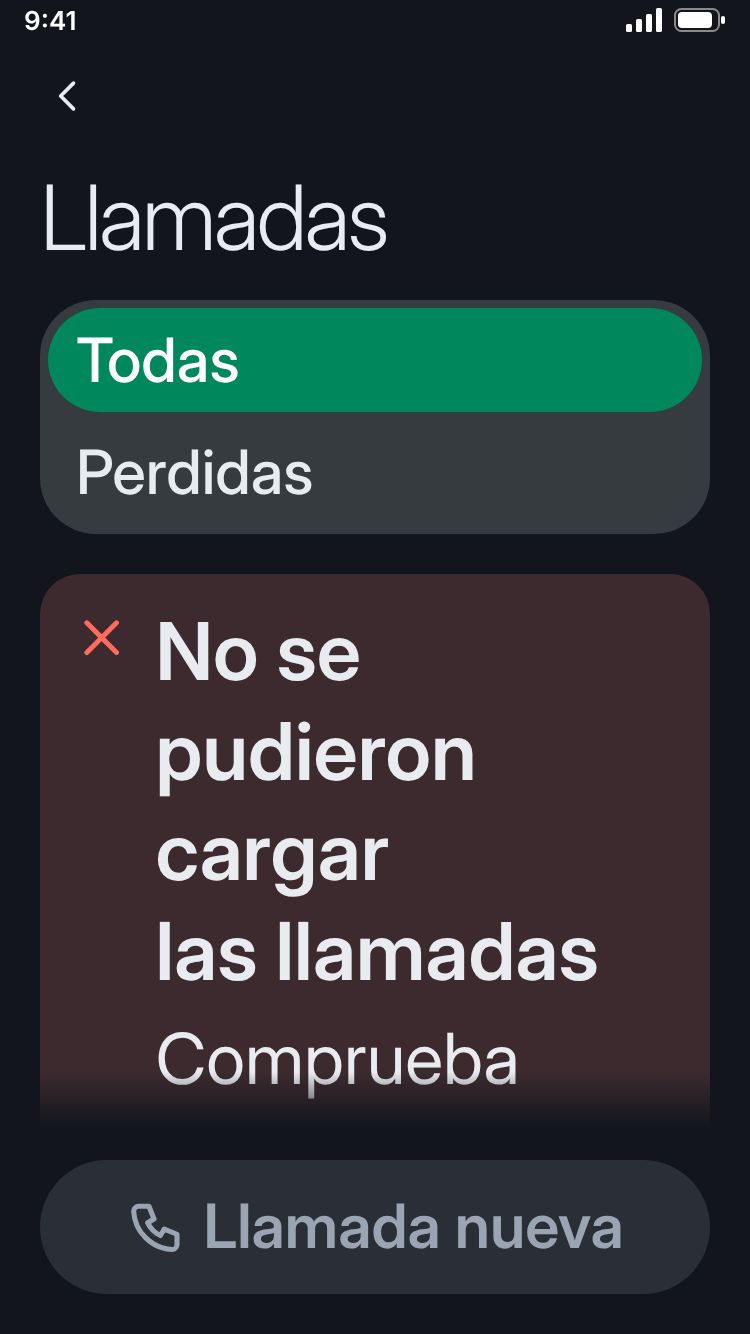 9:41
Llamadas
Todas
Perdidas
No se
pudieron
cargar
las llamadas
Comprueba
Llamada nueva